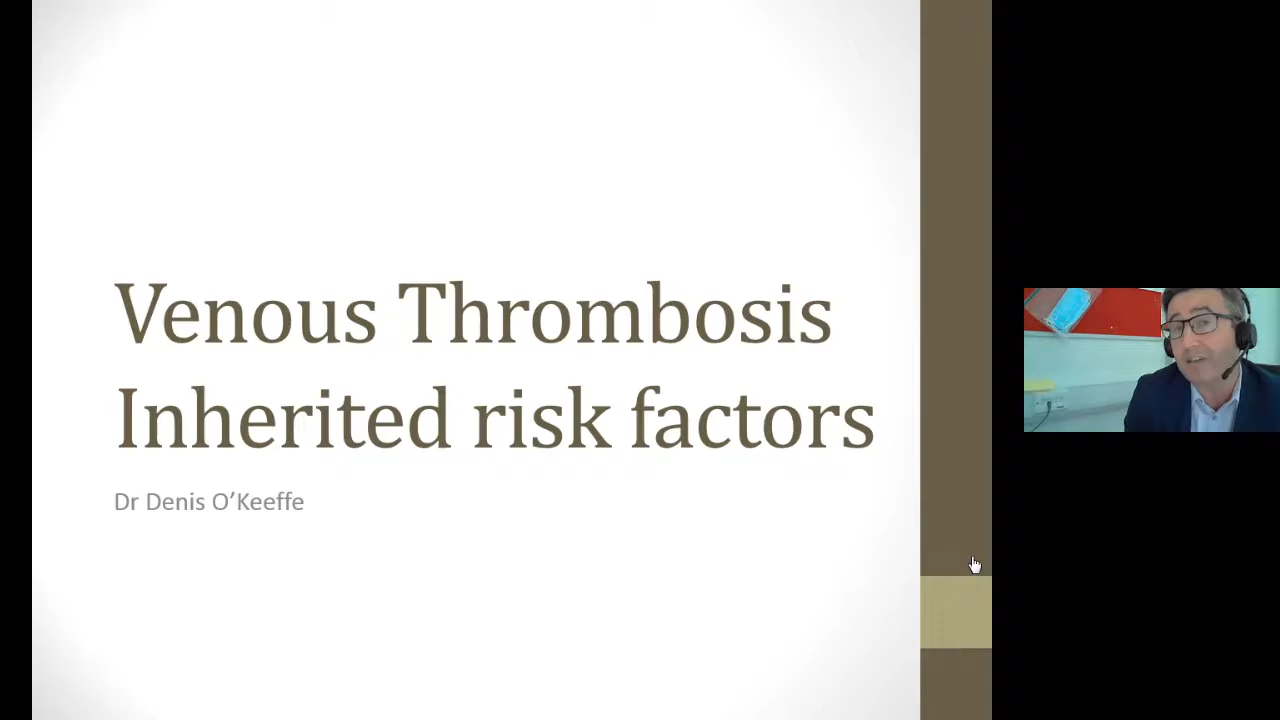 Venous Thrombosis
Inherited risk factors
Dr Denis O’Keeffe